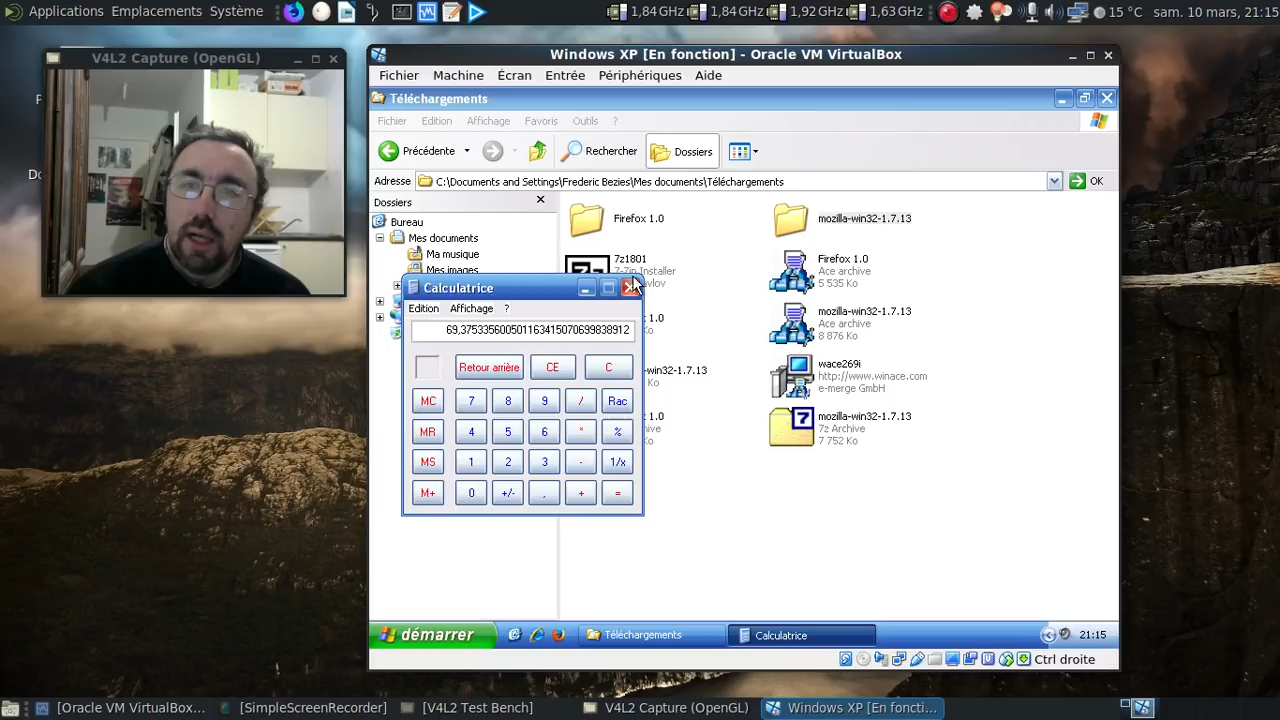 Applications Emplacements Système
1,84 GHz 1,84 GHz 1,92 GHz 1,63 GHz 15 °C sam. 10 mars, 21:15
V4L2 Capture (OpenGL)
Windows XP [En fonction] - Oracle VM VirtualBox
Fichier Machine Écran Entrée Périphériques Aide
Téléchargements
Fichier Edition Affichage Favoris Outils ?
Précédente Rechercher Dossiers
Adresse C:\Documents and Settings\Frederic Bezies\Mes documents\Téléchargements OK
Dossiers
Bureau
Mes documents
Ma musique
Mes images
Firefox 1.0
mozilla-win32-1.7.13
7z1801
7-Zip Installer
Firefox 1.0
Ace archive
5 535 Ko
mozilla-win32-1.7.13
Ace archive
8 876 Ko
wace269i
http://www.winace.com
e-merge GmbH
mozilla-win32-1.7.13
7z Archive
7 752 Ko
-win32-1.7.13
Ko
Calculatrice
Edition Affichage ?
69,375335600501163415070699838912
Retour arrière CE C
MC 7 8 9 / Rac
MR 4 5 6 * %
MS 1 2 3 - 1/x
M+ 0 +/- , + =
démarrer Téléchargements Calculatrice 21:15
Ctrl droite
[Oracle VM VirtualBox... [SimpleScreenRecorder] [V4L2 Test Bench] V4L2 Capture (OpenGL) Windows XP [En foncti...